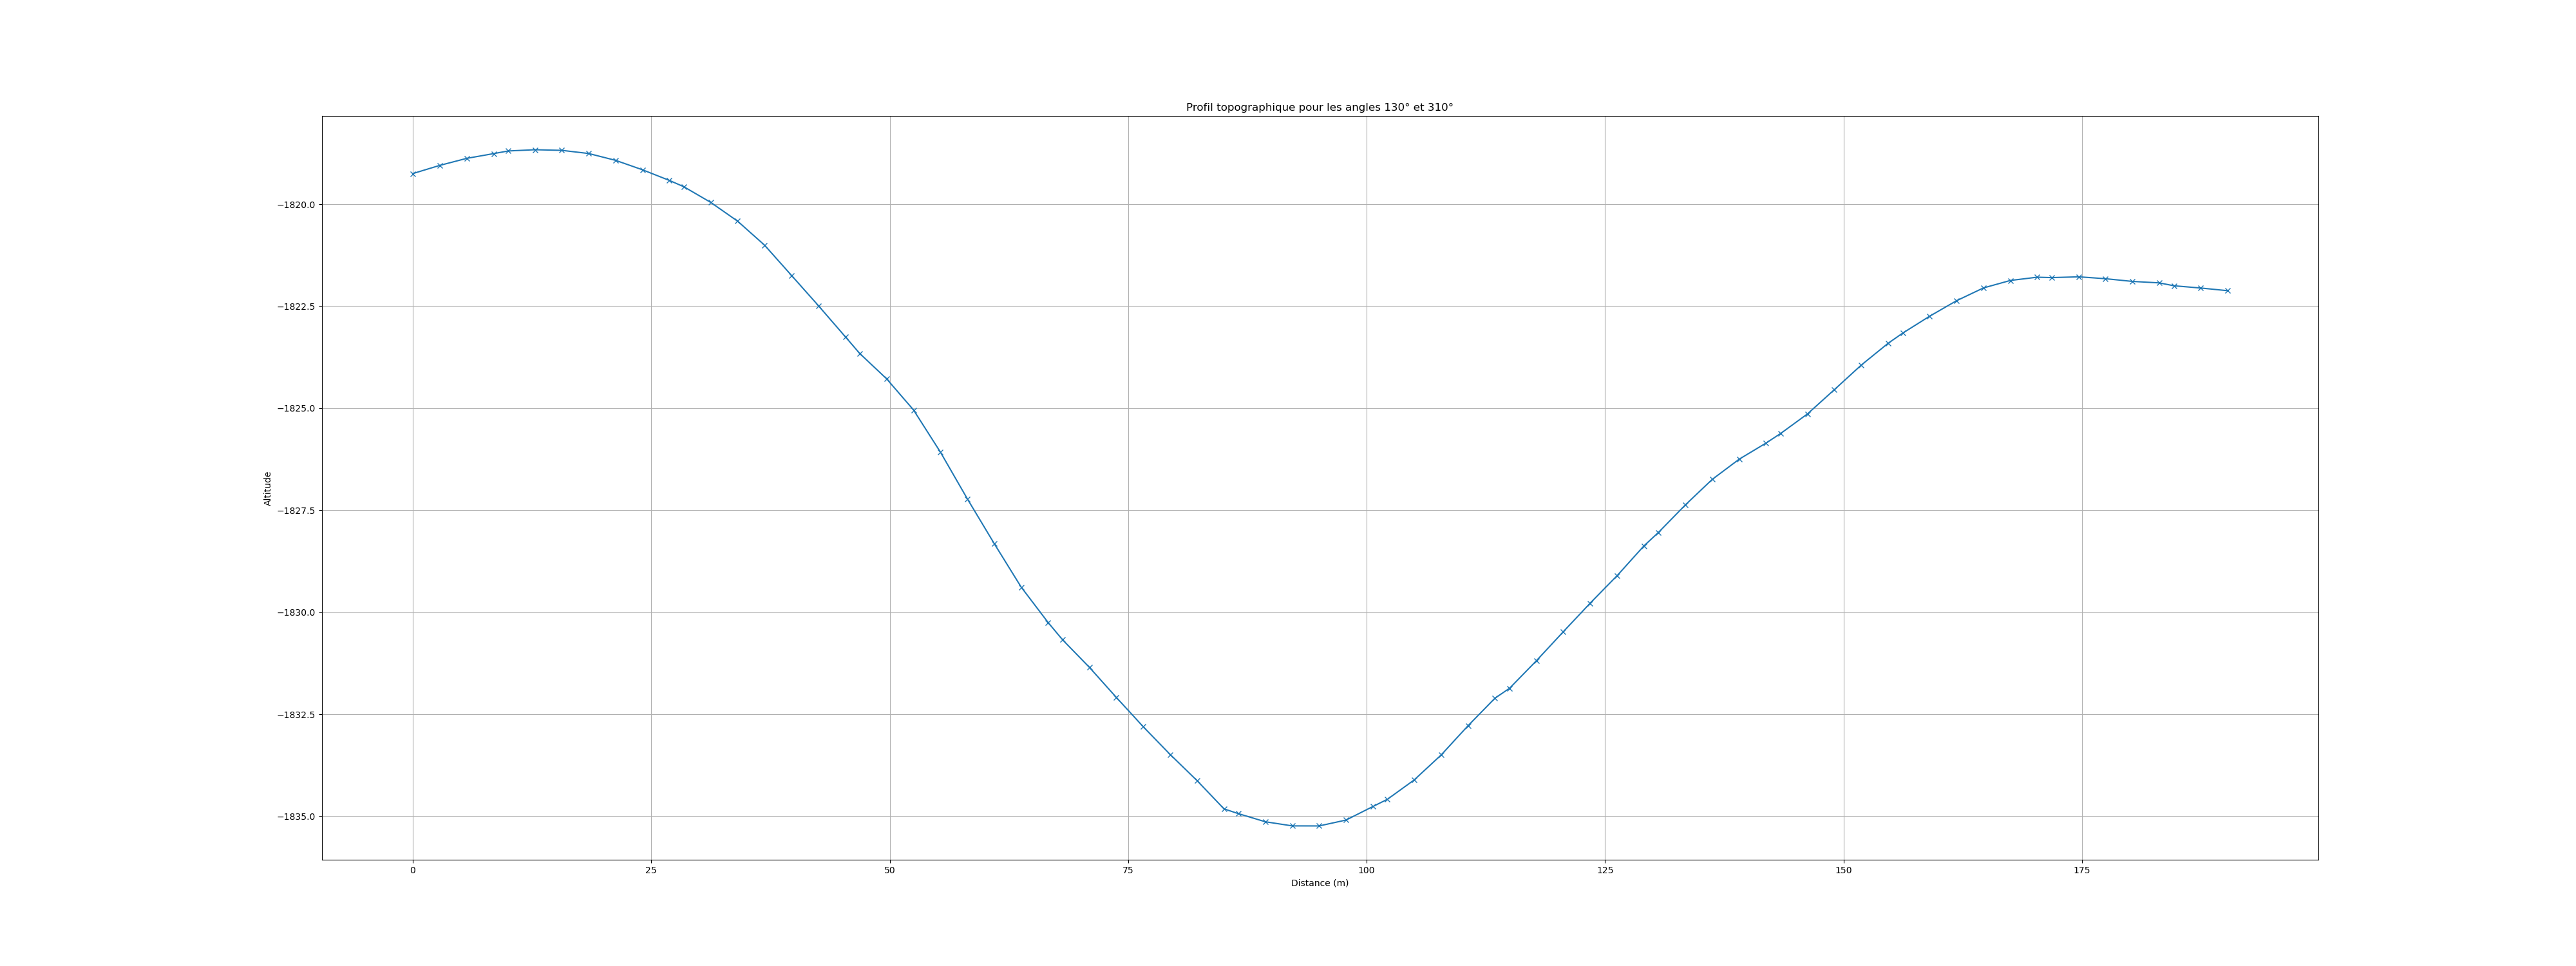 Profil topographique pour les angles 130° et 310°
Altitude
−1820.0
−1822.5
−1825.0
−1827.5
−1830.0
−1832.5
−1835.0
0 25 50 75 100 125 150 175
Distance (m)